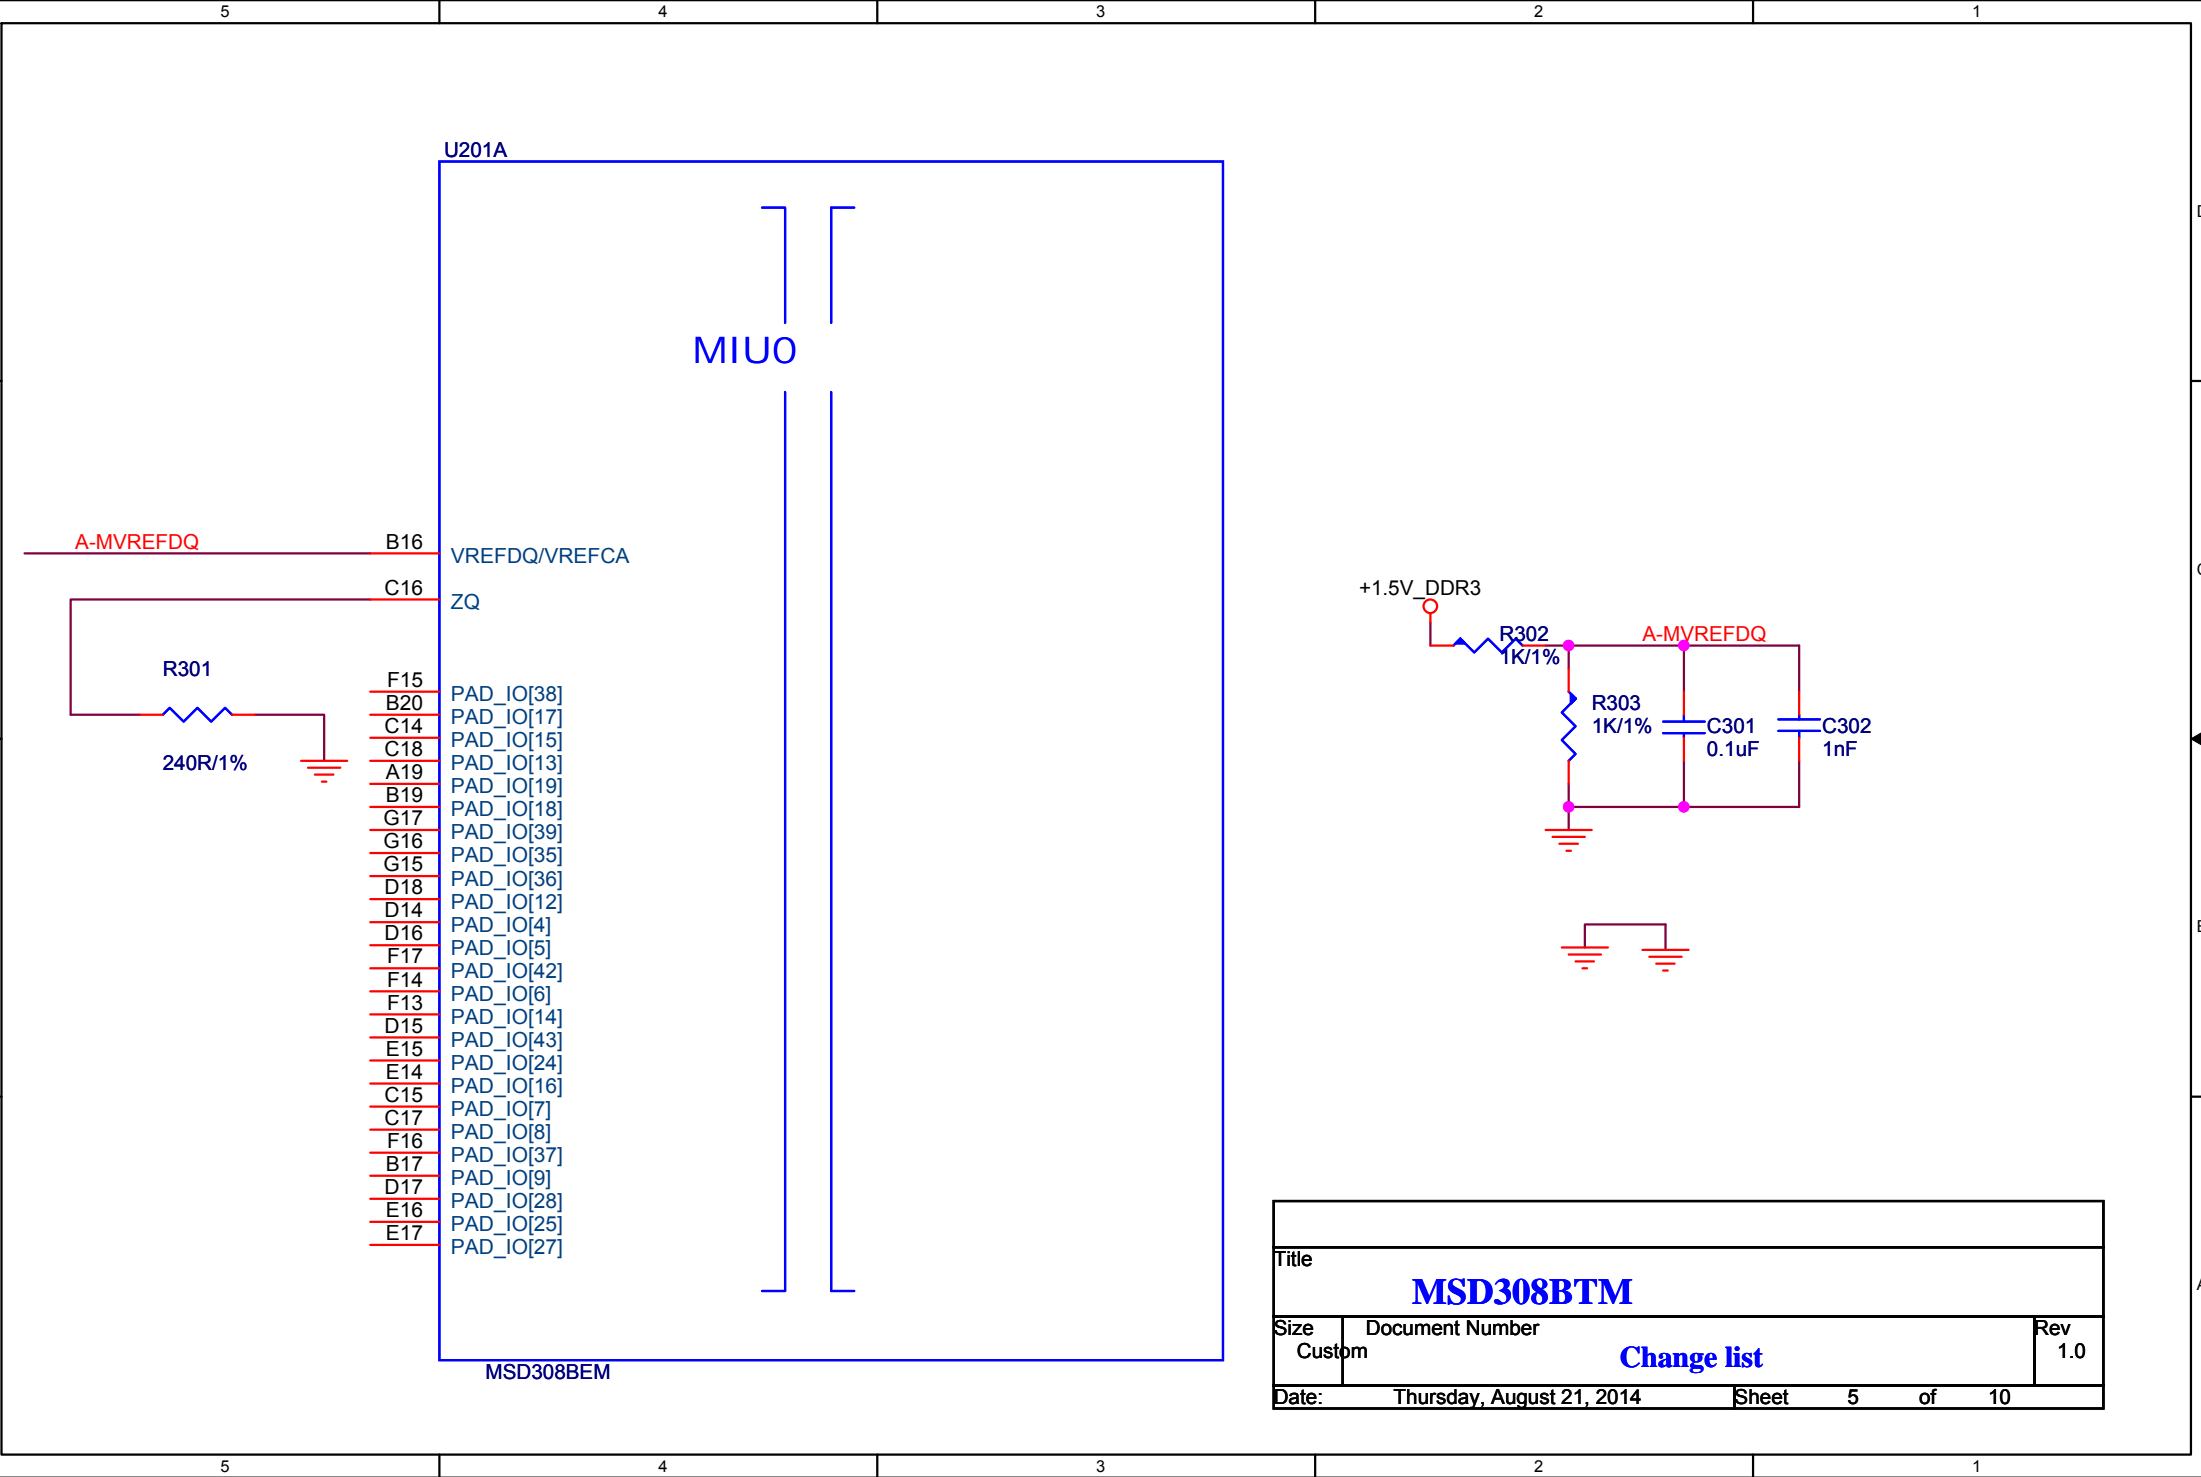 5 4 3 2 1
U201A
D
MIU0
A-MVREFDQ B16 VREFDQ/VREFCA
C16 ZQ
+1.5V_DDR3
R302
1K/1%
A-MVREFDQ
R301
240R/1%
R303
1K/1%
C301
0.1uF
C302
1nF
F15 PAD_IO[38]
B20 PAD_IO[17]
C14 PAD_IO[15]
C18 PAD_IO[13]
A19 PAD_IO[19]
B19 PAD_IO[18]
G17 PAD_IO[39]
G16 PAD_IO[35]
G15 PAD_IO[36]
D18 PAD_IO[12]
D14 PAD_IO[4]
D16 PAD_IO[5]
F17 PAD_IO[42]
F14 PAD_IO[6]
F13 PAD_IO[14]
D15 PAD_IO[43]
E15 PAD_IO[24]
E14 PAD_IO[16]
C15 PAD_IO[7]
C17 PAD_IO[8]
F16 PAD_IO[37]
B17 PAD_IO[9]
D17 PAD_IO[28]
E16 PAD_IO[25]
E17 PAD_IO[27]
MSD308BEM
Title
MSD308BTM
Size Document Number Rev
Custom Change list 1.0
Date: Thursday, August 21, 2014 Sheet 5 of 10
5 4 3 2 1